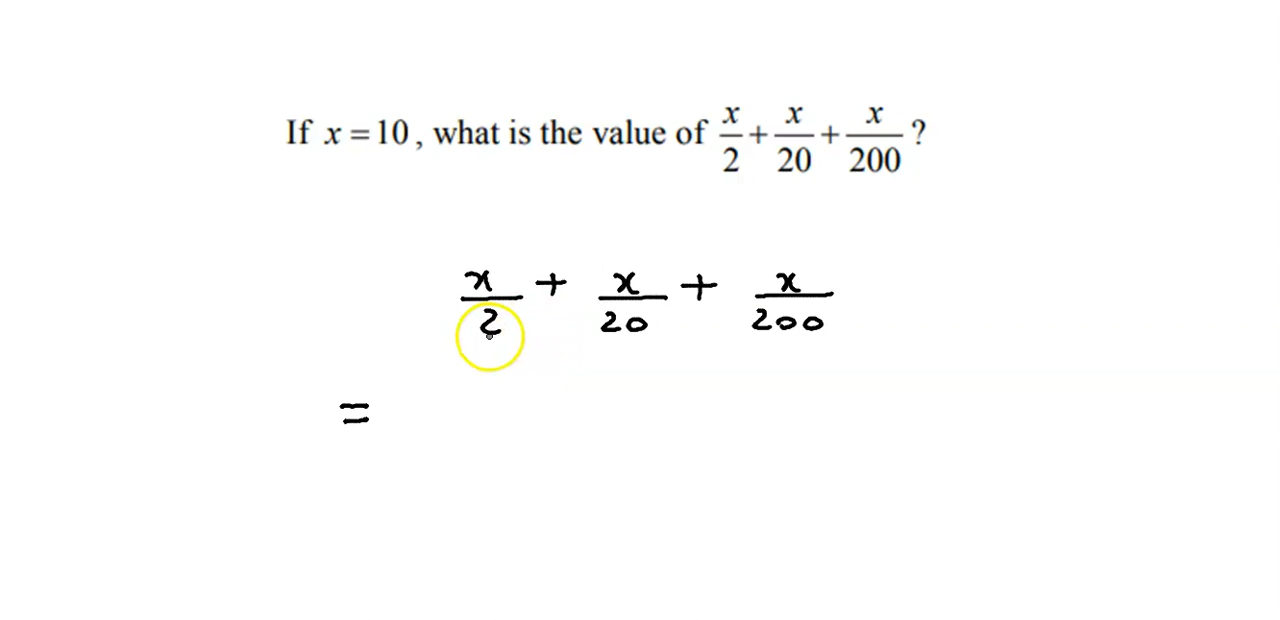 If x = 10, what is the value of x/2 + x/20 + x/200 ?
x/2 + x/20 + x/200
=